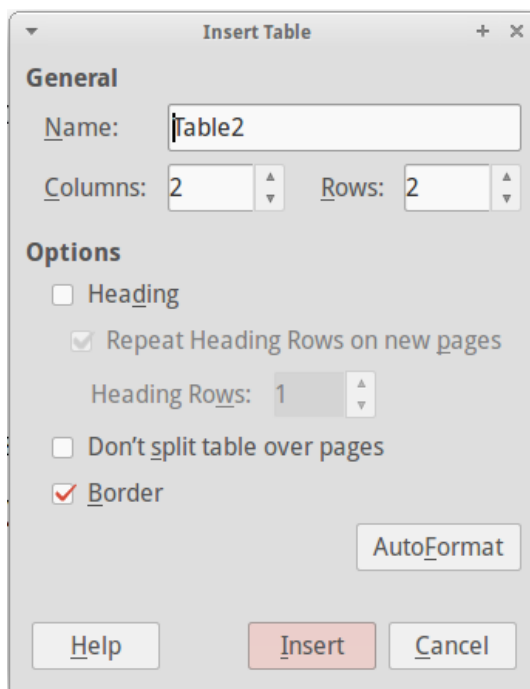 Insert Table
General
Name: Table2
Columns: 2 Rows: 2
Options
Heading
Repeat Heading Rows on new pages
Heading Rows: 1
Don't split table over pages
Border
AutoFormat
Help Insert Cancel